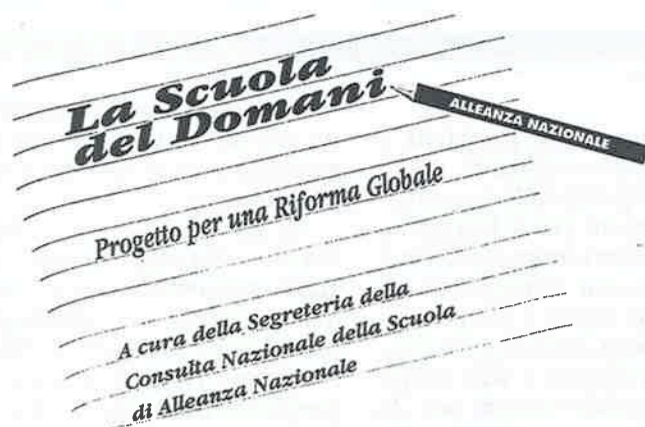 La Scuola
del Domani
ALLEANZA NAZIONALE
Progetto per una Riforma Globale
A cura della Segreteria della
Consulta Nazionale della Scuola
di Alleanza Nazionale